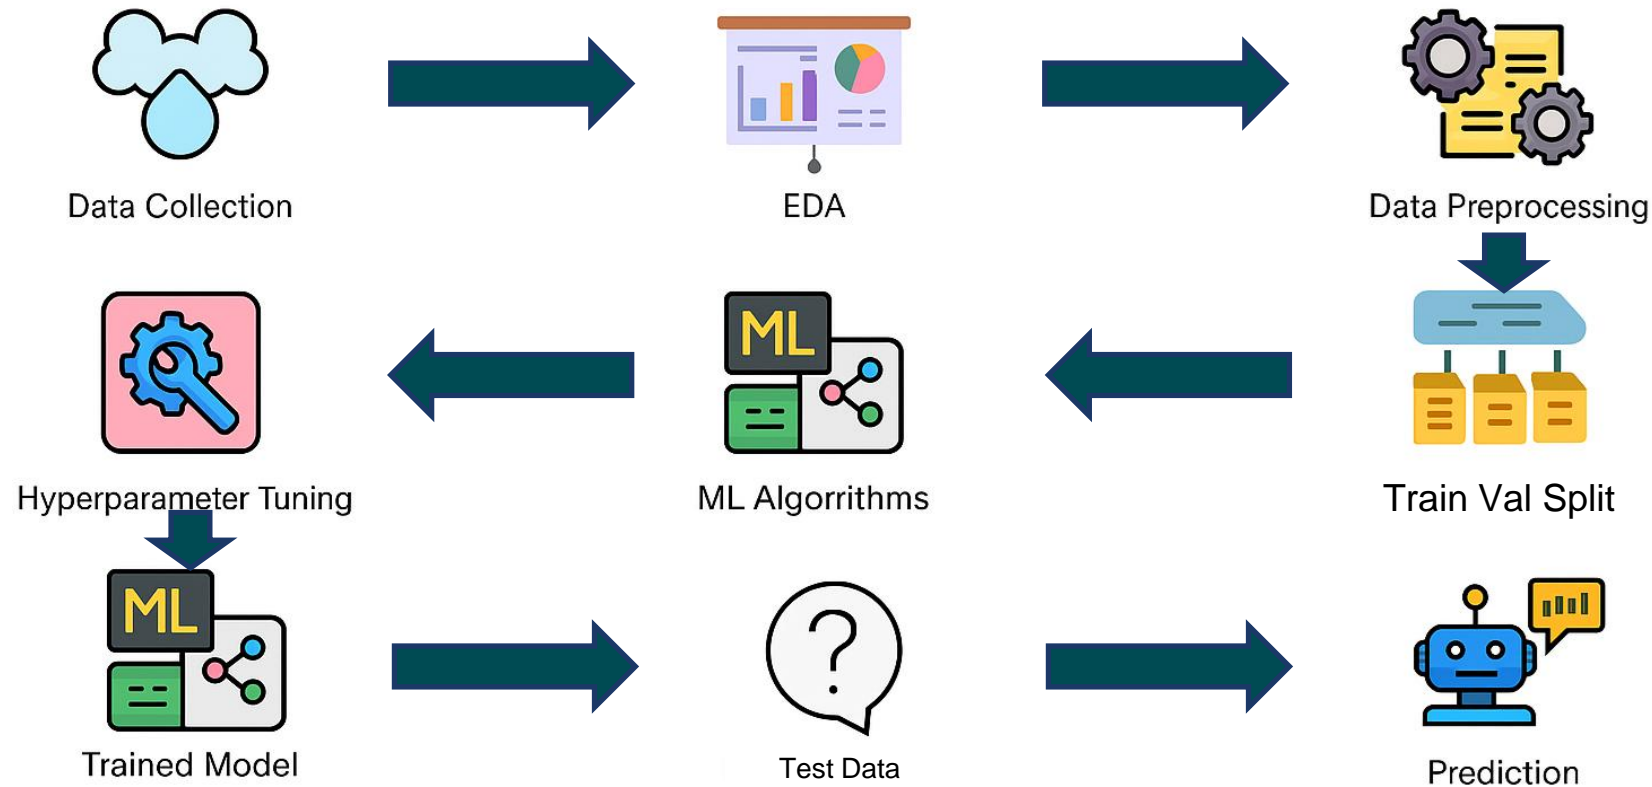 Data Collection
EDA
Data Preprocessing
Hyperparameter Tuning
ML
ML Algorrithms
Train Val Split
ML
Trained Model
?
Test Data
Prediction